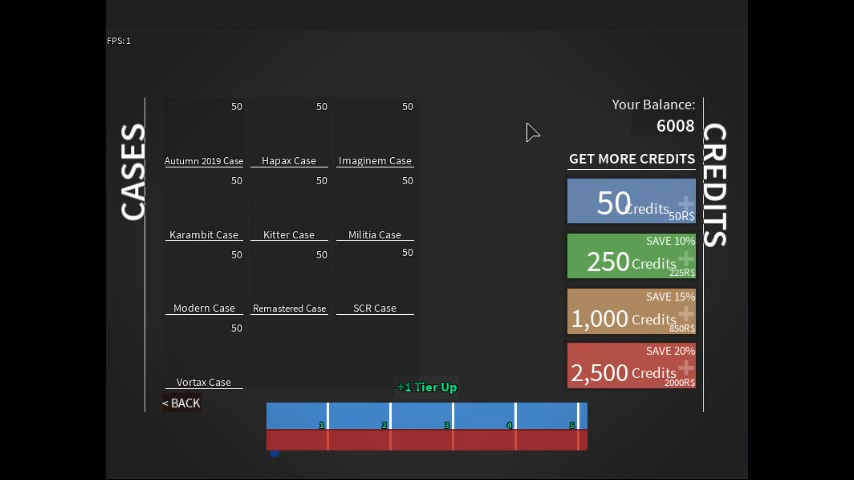 FPS: 1
CASES
50
50
50
Autumn 2019 Case
Hapax Case
Imaginem Case
50
50
50
Karambit Case
Kitter Case
Militia Case
50
50
50
Modern Case
Remastered Case
SCR Case
50
Vortax Case
< BACK
Your Balance:
6008
GET MORE CREDITS
50 Credits
50R$
SAVE 10%
250 Credits
225R$
SAVE 15%
1,000 Credits
850R$
SAVE 20%
2,500 Credits
2000R$
CREDITS
+1 Tier Up
1 2 3 4 5